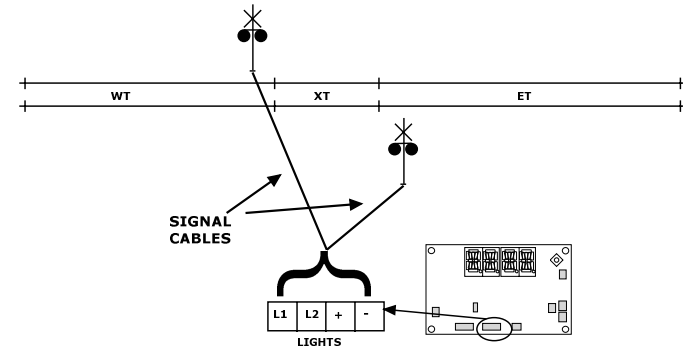 WT
XT
ET
SIGNAL
CABLES
L1 L2 + -
LIGHTS